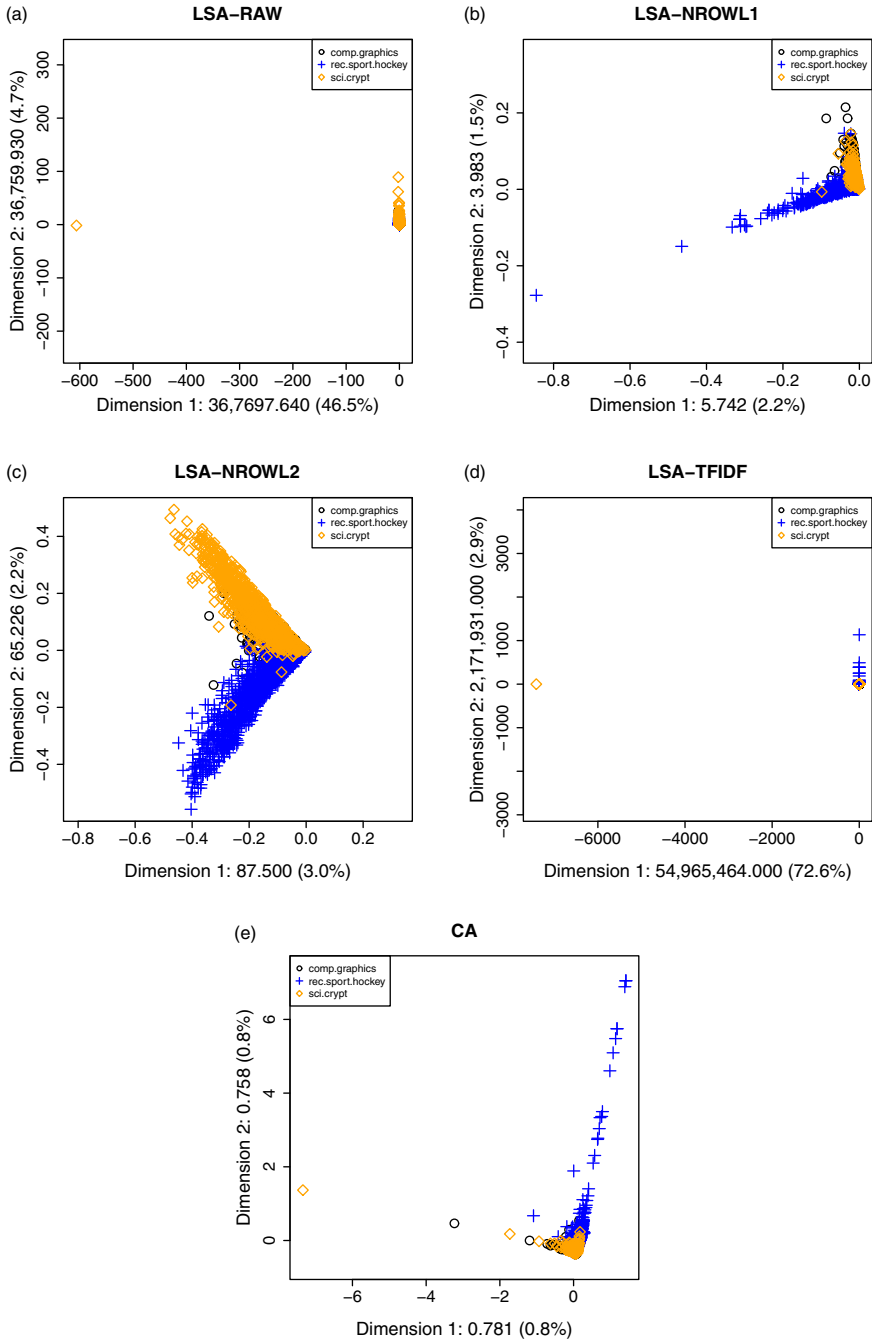 (a)
LSA−RAW
comp.graphics
rec.sport.hockey
sci.crypt
300
200
100
0
−100
−200
Dimension 2: 36,759.930 (4.7%)
−600
−500
−400
−300
−200
−100
0
Dimension 1: 36,7697.640 (46.5%)
(b)
LSA−NROWL1
comp.graphics
rec.sport.hockey
sci.crypt
0.2
0.0
−0.2
−0.4
Dimension 2: 3.983 (1.5%)
−0.8
−0.6
−0.4
−0.2
0.0
Dimension 1: 5.742 (2.2%)
(c)
LSA−NROWL2
comp.graphics
rec.sport.hockey
sci.crypt
0.4
0.2
0.0
−0.2
−0.4
Dimension 2: 65.226 (2.2%)
−0.8
−0.6
−0.4
−0.2
0.0
0.2
Dimension 1: 87.500 (3.0%)
(d)
LSA−TFIDF
comp.graphics
rec.sport.hockey
sci.crypt
3000
1000
0
−1000
−3000
Dimension 2: 2,171,931.000 (2.9%)
−6000
−4000
−2000
0
Dimension 1: 54,965,464.000 (72.6%)
(e)
CA
comp.graphics
rec.sport.hockey
sci.crypt
6
4
2
0
Dimension 2: 0.758 (0.8%)
−6
−4
−2
0
Dimension 1: 0.781 (0.8%)